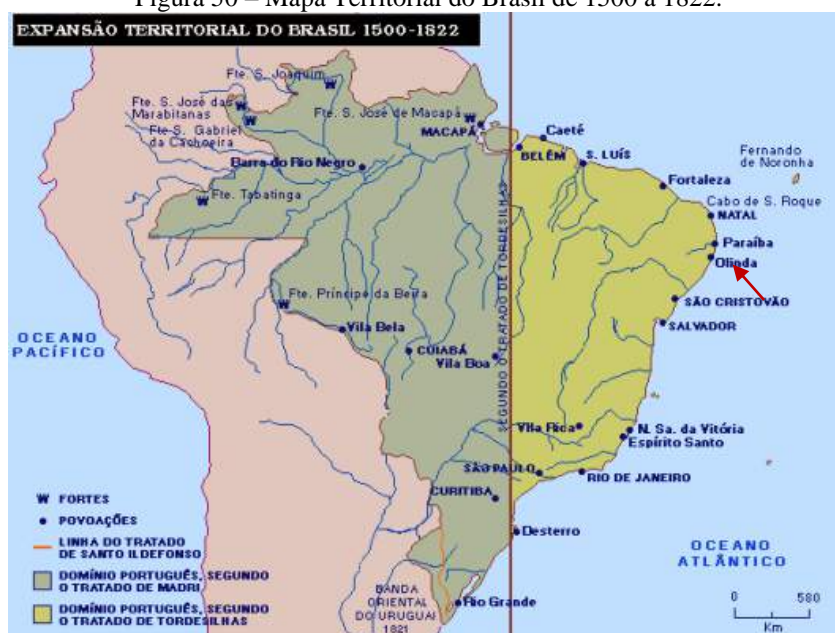 Figura 50 – Mapa Territorial do Brasil de 1500 a 1822.
EXPANSÃO TERRITORIAL DO BRASIL 1500-1822
Fte. S. Joaquim
Fte. S. José das
Marabitanas
Fte. S. José de Macapá
MACAPÁ
Fte S. Gabriel
da Cachoeira
Caeté
BELÉM
S. LUÍS
Fernando
de Noronha
Barra do Rio Negro
Fortaleza
Fte. Tabatinga
Cabo de S. Roque
NATAL
Paraíba
Olinda
SEGUNDO O TRATADO DE TORDESILHAS
Fte. Príncipe da Beira
SÃO CRISTOVÃO
Vila Bela
SALVADOR
OCEANO
PACÍFICO
CUIABÁ
Vila Boa
Vila Rica
N. Sa. da Vitória
Espírito Santo
SÃO PAULO
RIO DE JANEIRO
CURITIBA
Desterro
OCEANO
ATLÂNTICO
FORTES
POVOAÇÕES
LINHA DO TRATADO
DE SANTO ILDEFONSO
DOMÍNIO PORTUGUÊS, SEGUNDO
O TRATADO DE MADRI
DOMÍNIO PORTUGUÊS, SEGUNDO
O TRATADO DE TORDESILHAS
BANDA
ORIENTAL
DO URUGUAI
1821
Rio Grande
0 580
Km